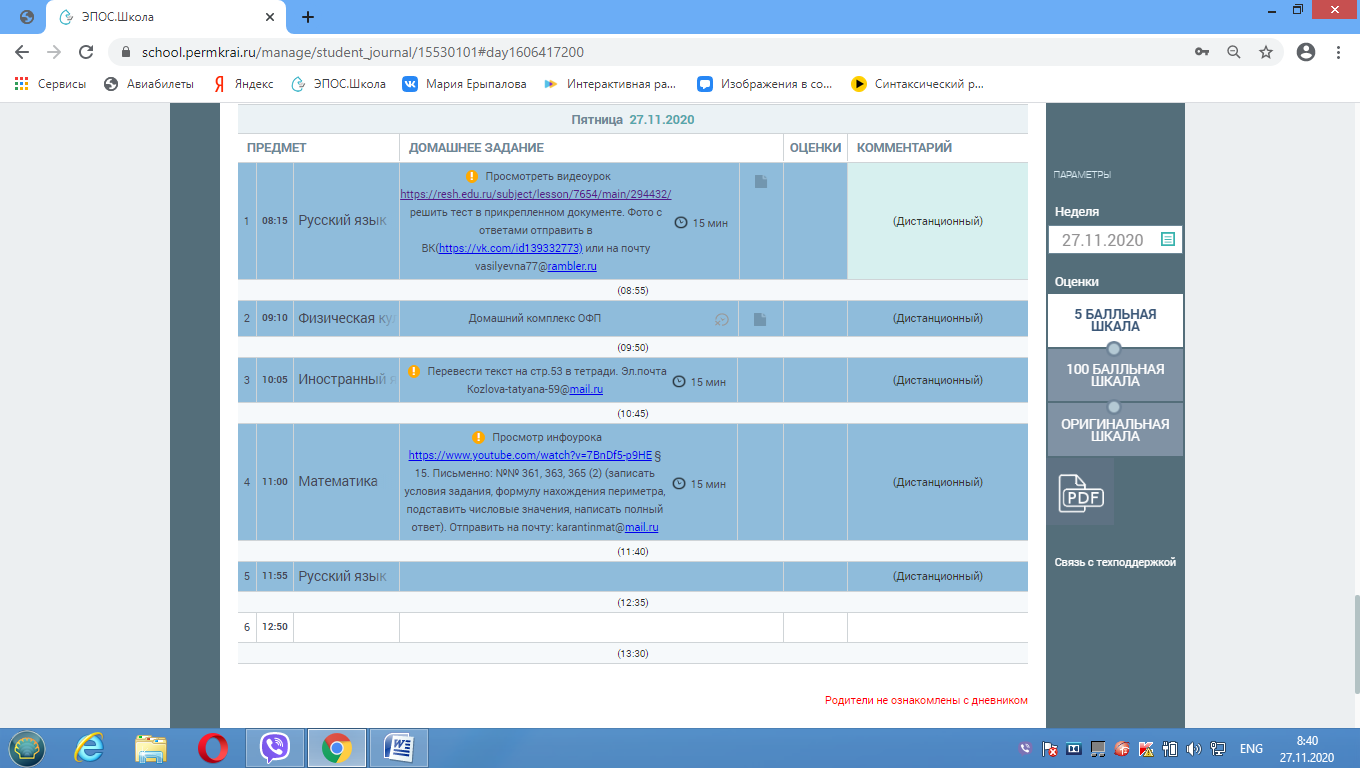 ЭПОС.Школа
school.permkrai.ru/manage/student_journal/15530101#day1606417200
Сервисы
Авиабилеты
Яндекс
ЭПОС.Школа
Мария Ерыпалова
Интерактивная ра...
Изображения в со...
Синтаксический р...
Пятница 27.11.2020
ПРЕДМЕТ
ДОМАШНЕЕ ЗАДАНИЕ
ОЦЕНКИ
КОММЕНТАРИЙ
1
08:15
Русский язык
Просмотреть видеоурок
https://resh.edu.ru/subject/lesson/7654/main/294432/
решить тест в прикрепленном документе. Фото с
ответами отправить в
ВК(https://vk.com/id139332773) или на почту
vasilyevna77@rambler.ru
15 мин
(Дистанционный)
(08:55)
2
09:10
Физическая ку
Домашний комплекс ОФП
(Дистанционный)
(09:50)
3
10:05
Иностранный я
Перевести текст на стр.53 в тетради. Эл.почта
Kozlova-tatyana-59@mail.ru
15 мин
(Дистанционный)
(10:45)
4
11:00
Математика
Просмотр инфоурока
https://www.youtube.com/watch?v=7BnDf5-p9HE §
15. Письменно: №№ 361, 363, 365 (2) (записать
условия задания, формулу нахождения периметра,
подставить числовые значения, написать полный
ответ). Отправить на почту: karantinmat@mail.ru
15 мин
(Дистанционный)
(11:40)
5
11:55
Русский язык
(Дистанционный)
(12:35)
6
12:50
(13:30)
Родители не ознакомлены с дневником
ПАРАМЕТРЫ
Неделя
27.11.2020
Оценки
5 БАЛЛЬНАЯ
ШКАЛА
100 БАЛЛЬНАЯ
ШКАЛА
ОРИГИНАЛЬНАЯ
ШКАЛА
PDF
Связь с техподдержкой
ENG
8:40
27.11.2020